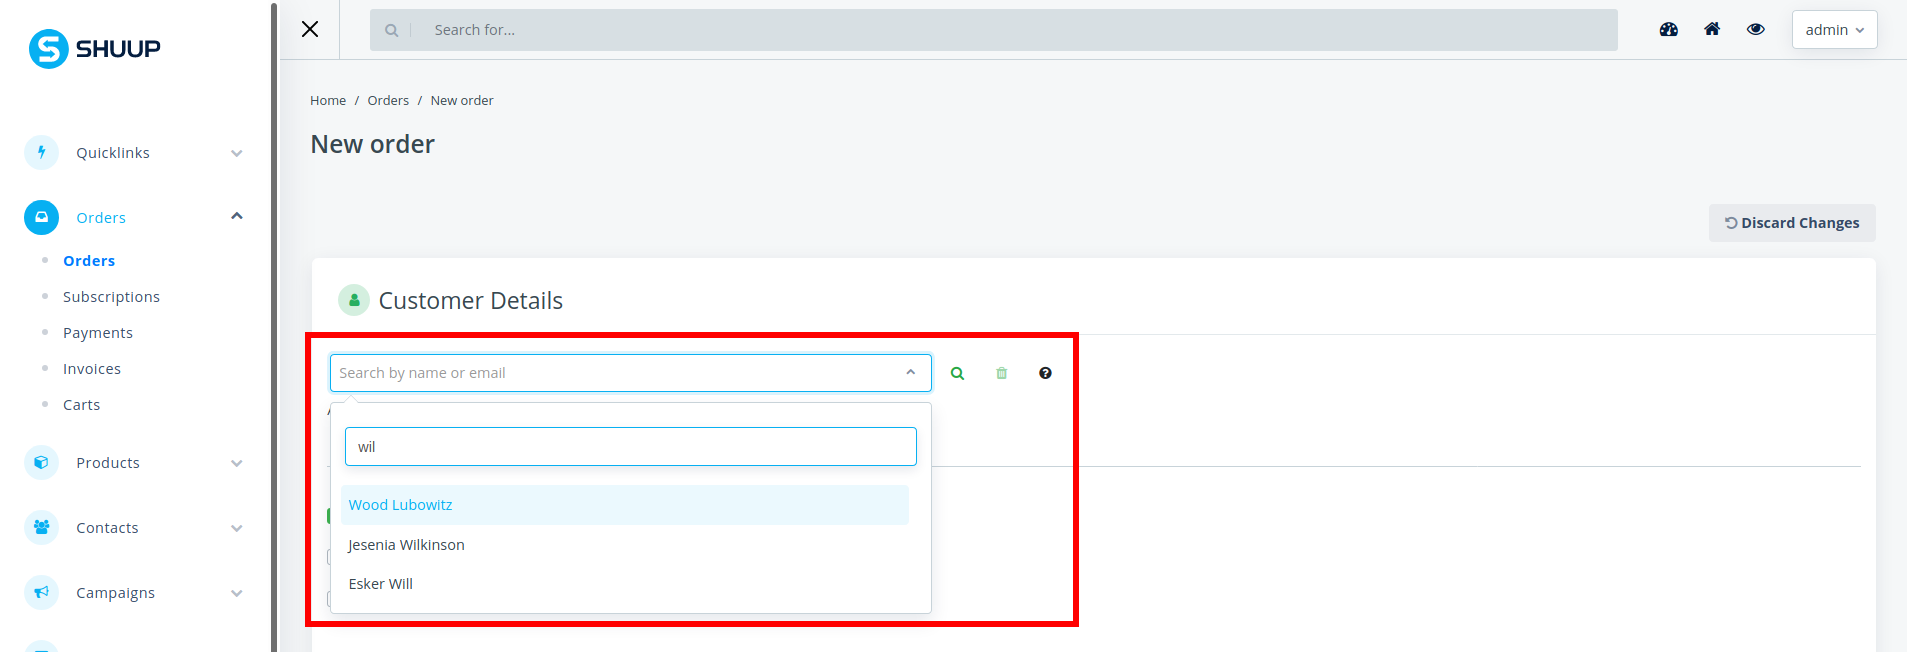 SHUUP
Search for...
admin
Home / Orders / New order
New order
Quicklinks
Orders
Orders
Subscriptions
Payments
Invoices
Carts
Products
Contacts
Campaigns
Discard Changes
Customer Details
Search by name or email
wil
Wood Lubowitz
Jesenia Wilkinson
Esker Will